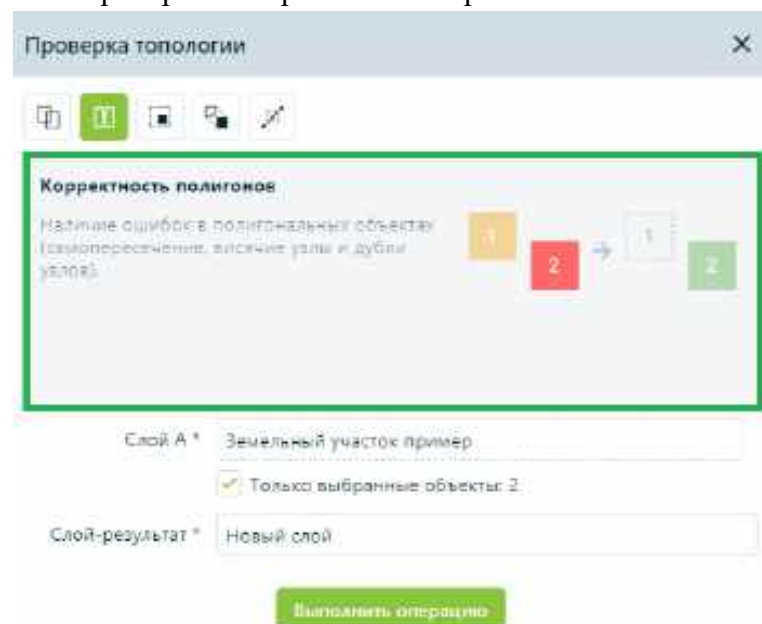 Проверка топологии
Корректность полигонов
Наличие ошибок в полигональных объектах
(самопересечение, висячие узлы и дубли
узлов).
1
2
1
2
Слой А *
Земельный участок пример
Только выбранные объекты: 2
Слой-результат *
Новый слой
Выполнить операцию